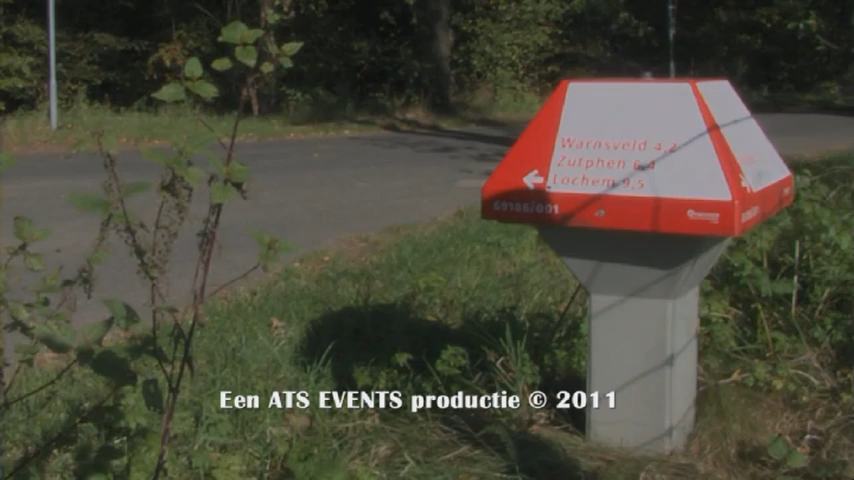 Warnsveld 4,2
Zutphen 6,4
Lochem 9,5
69186/001
Een ATS EVENTS productie © 2011